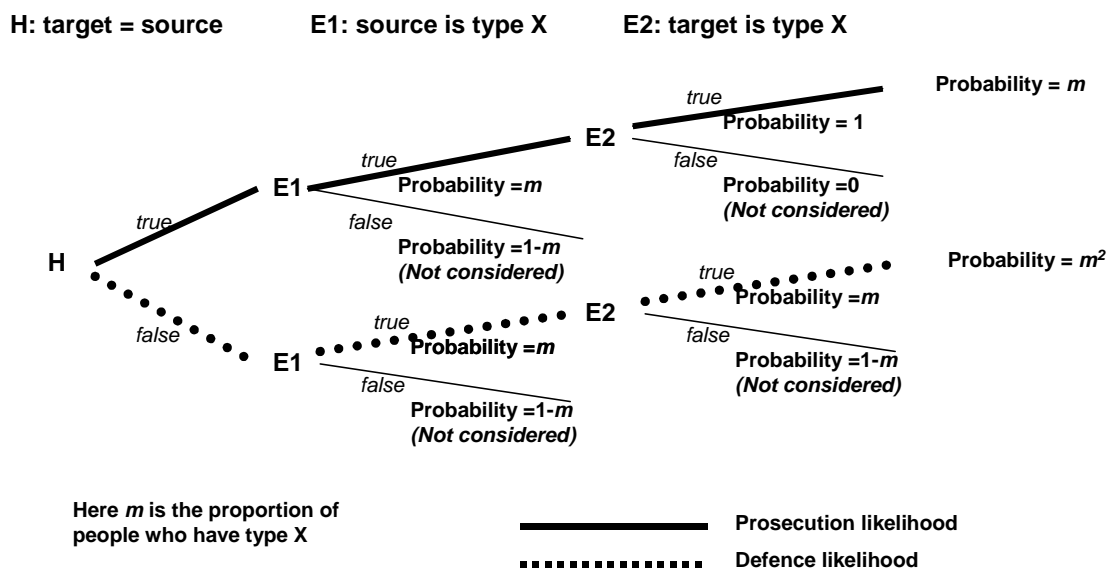 H: target = source E1: source is type X E2: target is type X
true
Probability = m
Probability = 1
E2
false
true
Probability =0
(Not considered)
E1
Probability =m
true
false
Probability =1-m
(Not considered)
H
true
Probability = m²
Probability =m
E2
false
true
false
Probability =m
Probability =1-m
(Not considered)
E1
false
Probability =1-m
(Not considered)
Here m is the proportion of
people who have type X
Prosecution likelihood
Defence likelihood